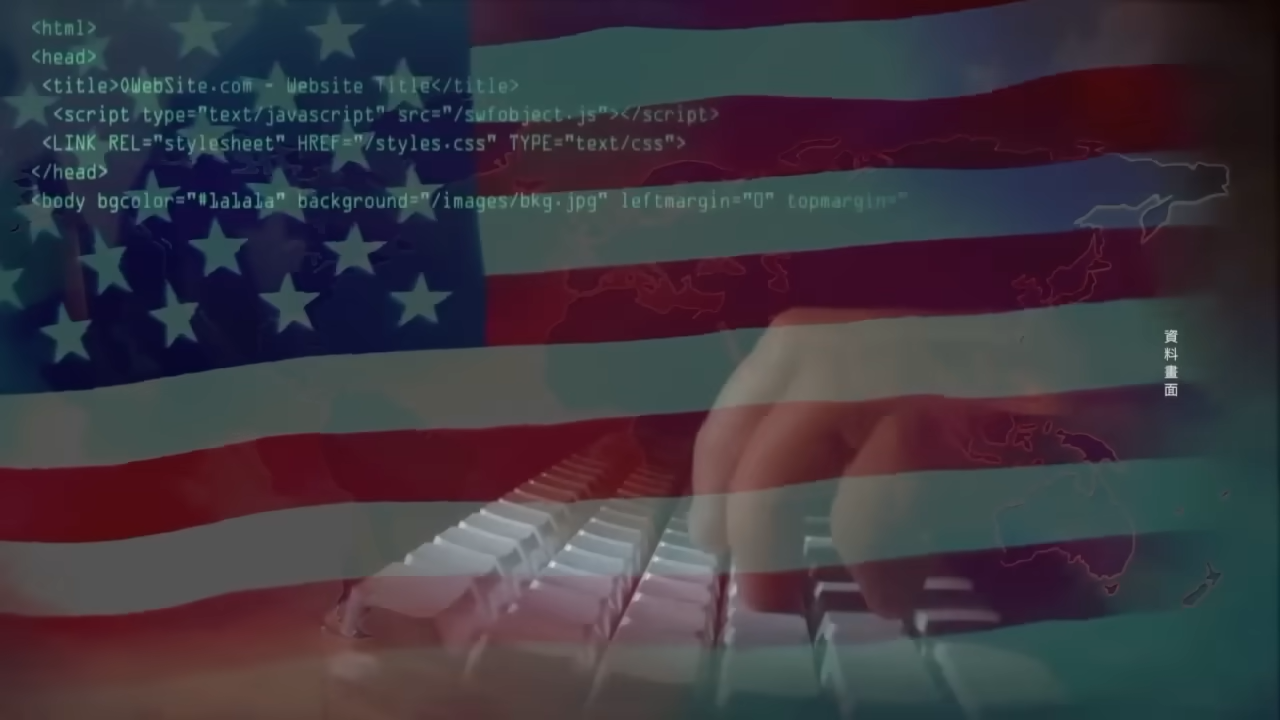 <html>
<head>
<title>0WebSite.com - Website Title</title>
<script type="text/javascript" src="/swfobject.js"></script>
<LINK REL="stylesheet" HREF="/styles.css" TYPE="text/css">
</head>
<body bgcolor="#1a1a1a" background="/images/bkg.jpg" leftmargin="0" topmargin="
資料畫面